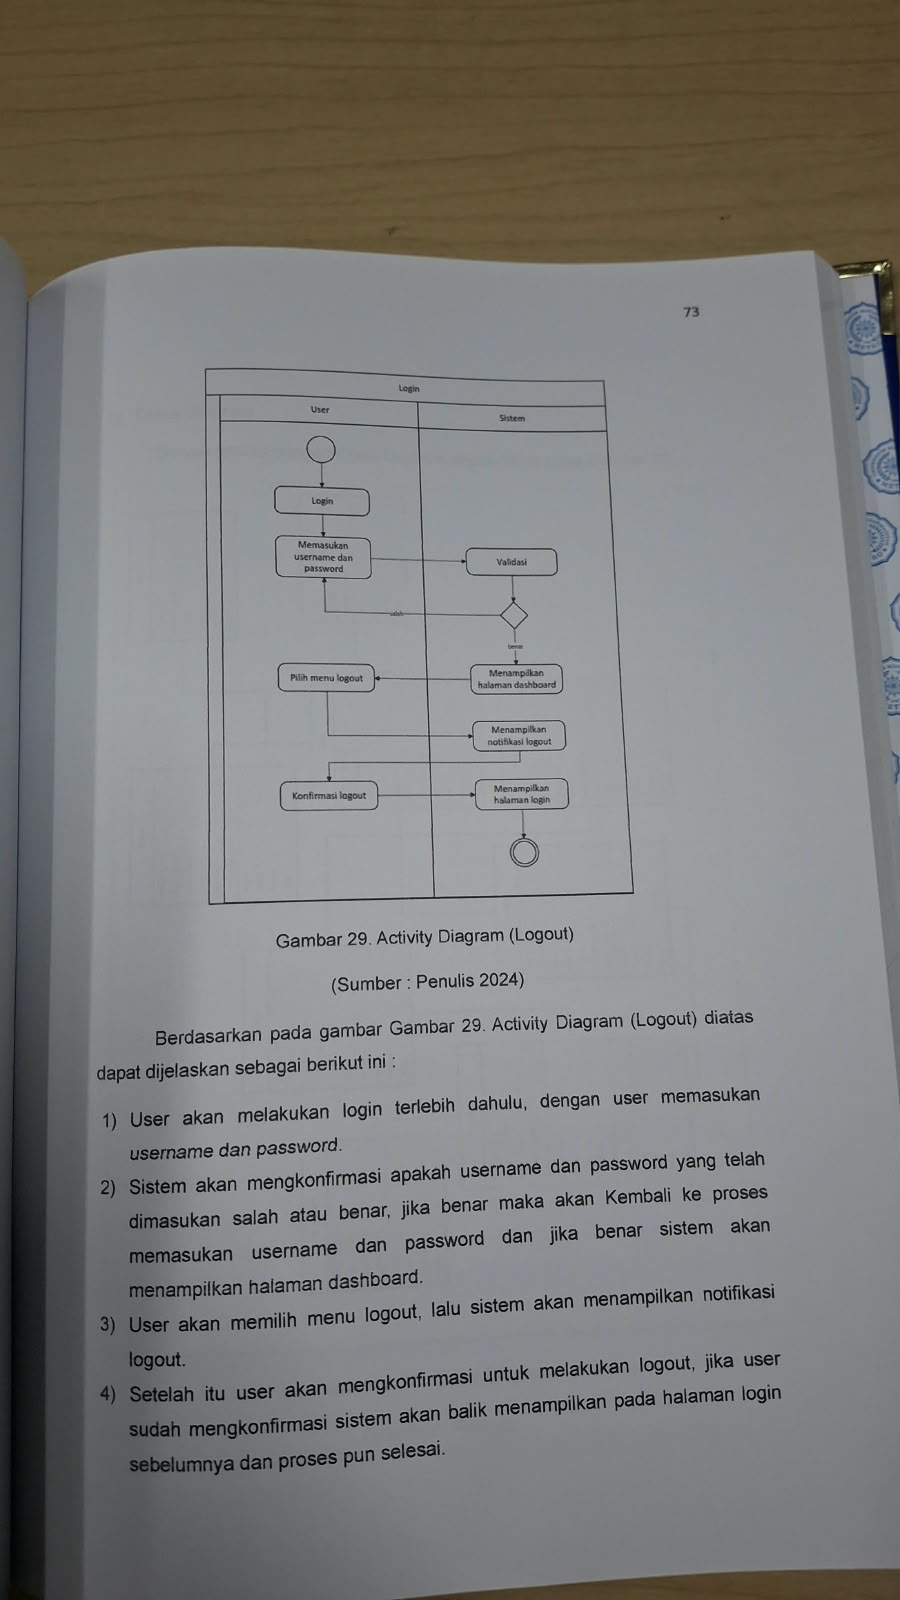 73
Login
User
Sistem
Login
Memasukan
username dan
password
Validasi
salah
benar
Pilih menu logout
Menampilkan
halaman dashboard
Menampilkan
notifikasi logout
Konfirmasi logout
Menampilkan
halaman login
Gambar 29. Activity Diagram (Logout)
(Sumber : Penulis 2024)
Berdasarkan pada gambar Gambar 29. Activity Diagram (Logout) diatas
dapat dijelaskan sebagai berikut ini :
1) User akan melakukan login terlebih dahulu, dengan user memasukan
username dan password.
2) Sistem akan mengkonfirmasi apakah username dan password yang telah
dimasukan salah atau benar, jika benar maka akan Kembali ke proses
memasukan username dan password dan jika benar sistem akan
menampilkan halaman dashboard.
3) User akan memilih menu logout, lalu sistem akan menampilkan notifikasi
logout.
4) Setelah itu user akan mengkonfirmasi untuk melakukan logout, jika user
sudah mengkonfirmasi sistem akan balik menampilkan pada halaman login
sebelumnya dan proses pun selesai.